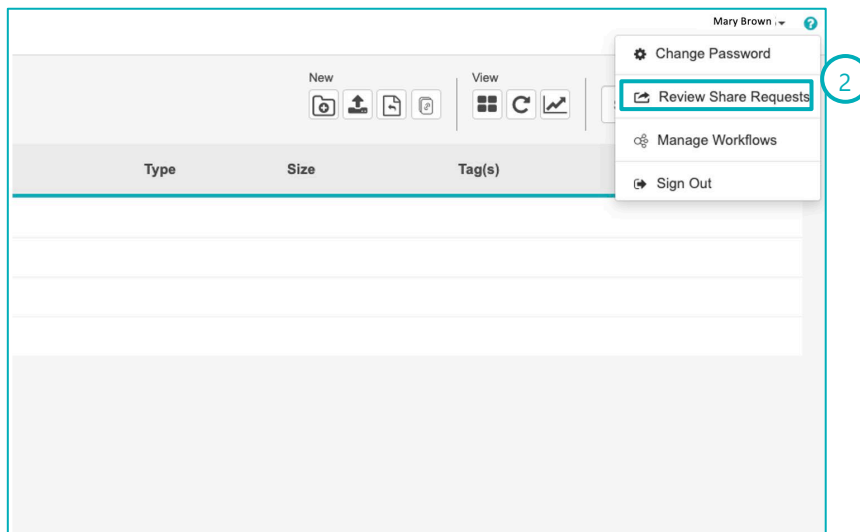 Mary Brown
Change Password
New
View
Review Share Requests
2
Manage Workflows
Type
Size
Tag(s)
Sign Out